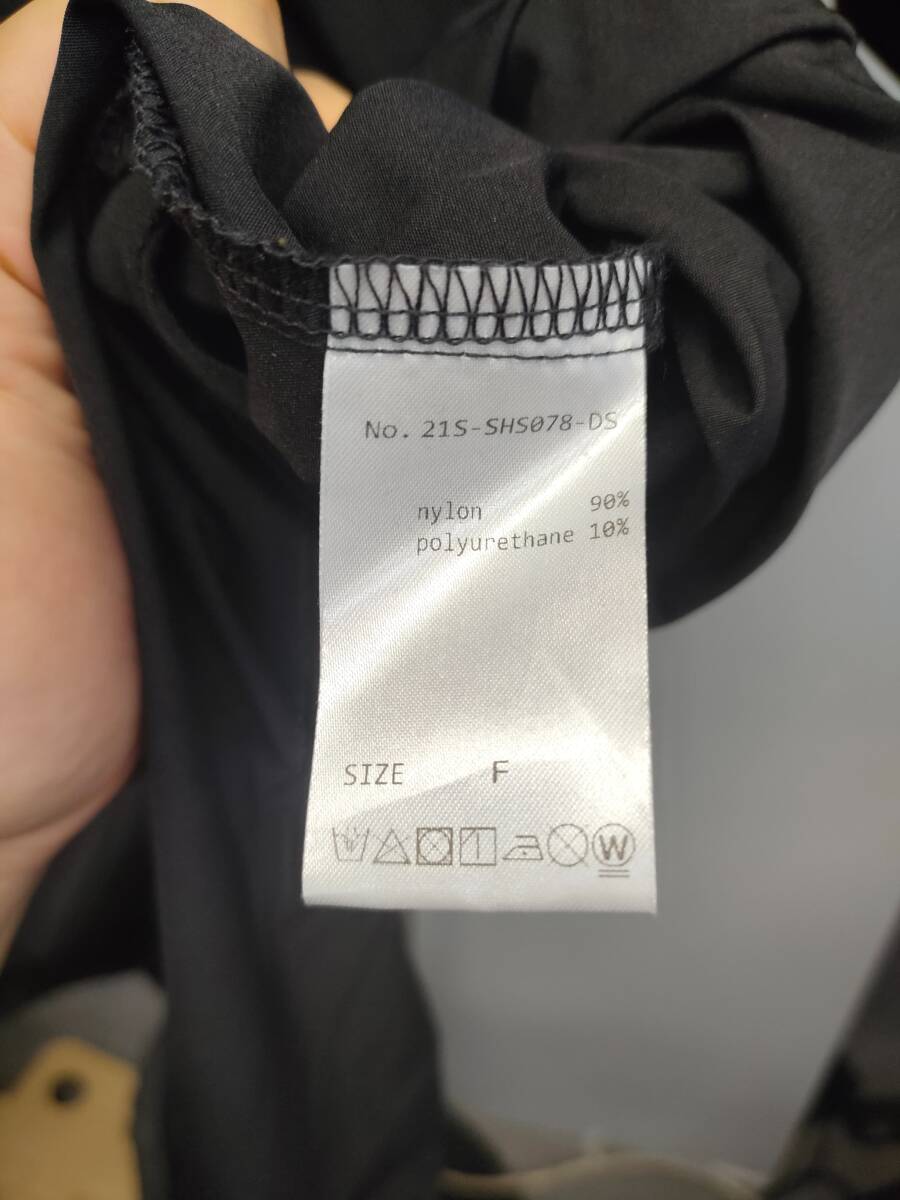 No. 21S-SHS078-DS
nylon 90%
polyurethane 10%
SIZE F
W